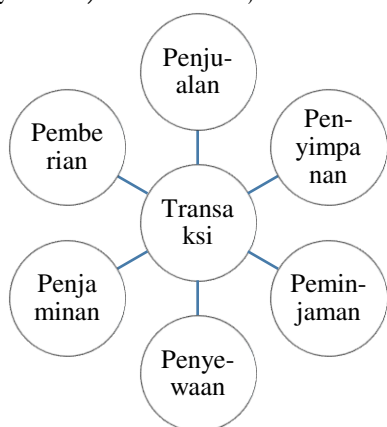 Penju-
alan
Pembe
rian
Pen-
yimpa
nan
Transa
ksi
Penja
minan
Pemin-
jaman
Penye-
waan